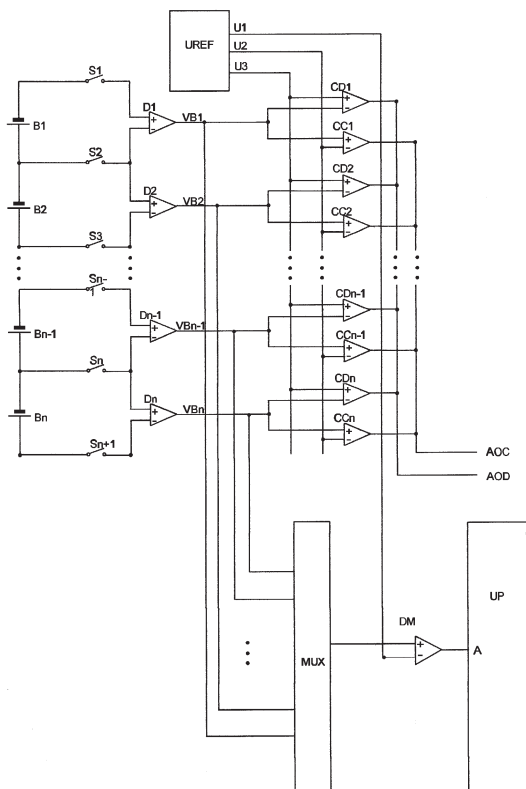 U1
UREF
U2
U3
S1
CD1
D1
B1
VB1
CC1
S2
CD2
D2
B2
VB2
CC2
S3
Sn-1
CDn-1
Dn-1
Bn-1
VBn-1
CCn-1
Sn
CDn
Dn
Bn
VBn
CCn
Sn+1
AOC
AOD
UP
DM
MUX
A